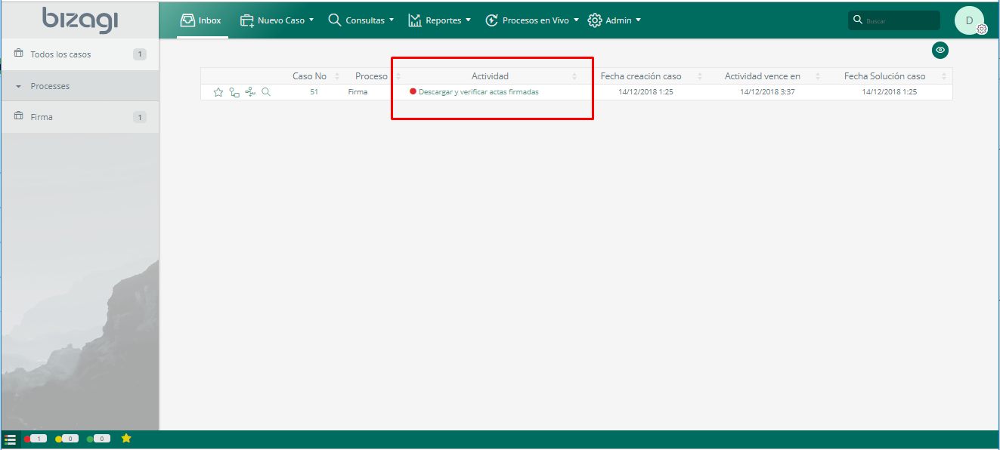 bizagi
Inbox Nuevo Caso Consultas Reportes Procesos en Vivo Admin Buscar D
Todos los casos 1
Processes
Firma 1
Caso No Proceso Actividad Fecha creación caso Actividad vence en Fecha Solución caso
51 Firma Descargar y verificar actas firmadas 14/12/2018 1:25 14/12/2018 3:37 14/12/2018 1:25
1 0 0